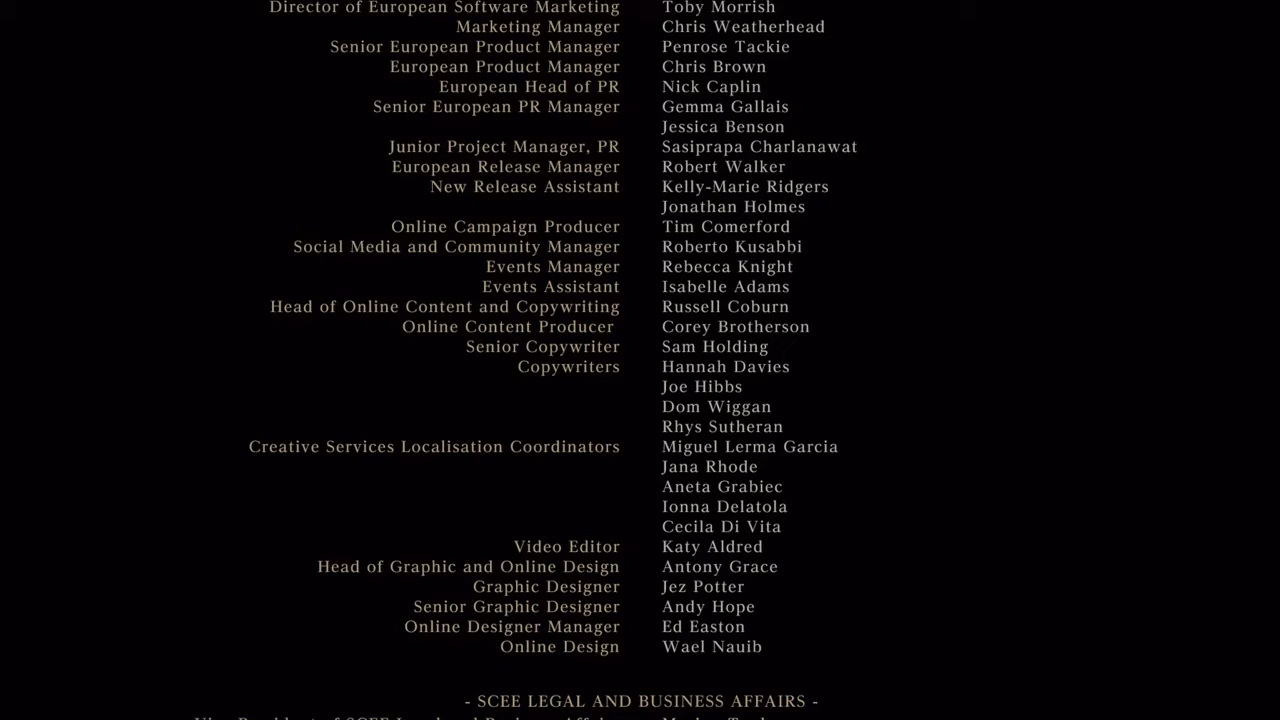 Director of European Software Marketing Toby Morrish
Marketing Manager Chris Weatherhead
Senior European Product Manager Penrose Tackie
European Product Manager Chris Brown
European Head of PR Nick Caplin
Senior European PR Manager Gemma Gallais
Jessica Benson
Junior Project Manager, PR Sasiprapa Charlanawat
European Release Manager Robert Walker
New Release Assistant Kelly-Marie Ridgers
Jonathan Holmes
Online Campaign Producer Tim Comerford
Social Media and Community Manager Roberto Kusabbi
Events Manager Rebecca Knight
Events Assistant Isabelle Adams
Head of Online Content and Copywriting Russell Coburn
Online Content Producer Corey Brotherson
Senior Copywriter Sam Holding
Copywriters Hannah Davies
Joe Hibbs
Dom Wiggan
Rhys Sutheran
Creative Services Localisation Coordinators Miguel Lerma Garcia
Jana Rhode
Aneta Grabiec
Ionna Delatola
Cecila Di Vita
Video Editor Katy Aldred
Head of Graphic and Online Design Antony Grace
Graphic Designer Jez Potter
Senior Graphic Designer Andy Hope
Online Designer Manager Ed Easton
Online Design Wael Nauib
- SCEE LEGAL AND BUSINESS AFFAIRS -
Vice President of SCEE Legal and Business Affairs